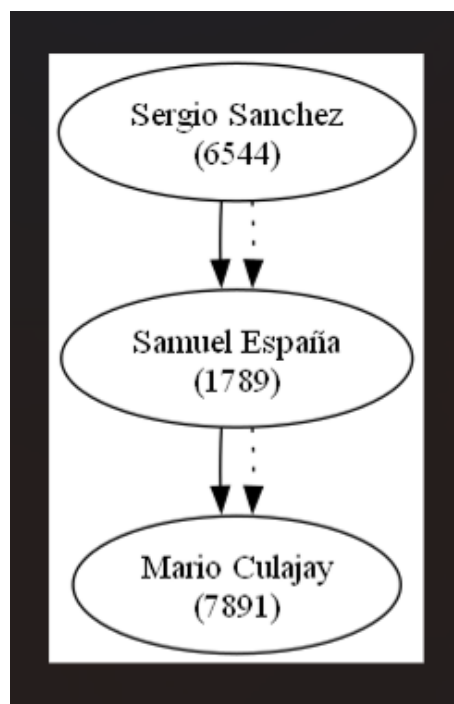 Sergio Sanchez
(6544)
Samuel España
(1789)
Mario Culajay
(7891)